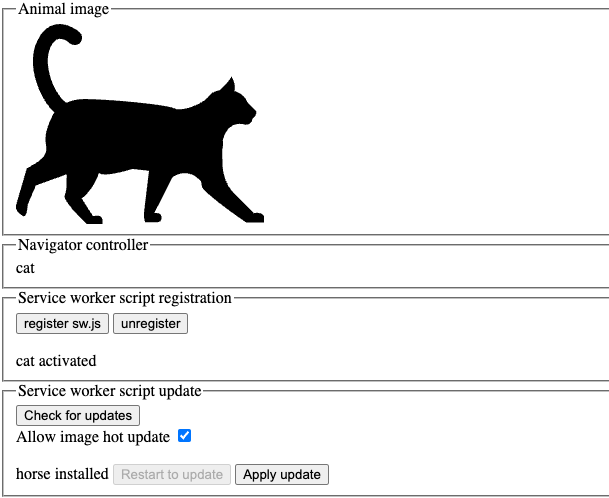 Animal image
Navigator controller
cat
Service worker script registration
register sw.js unregister
cat activated
Service worker script update
Check for updates
Allow image hot update
horse installed Restart to update Apply update